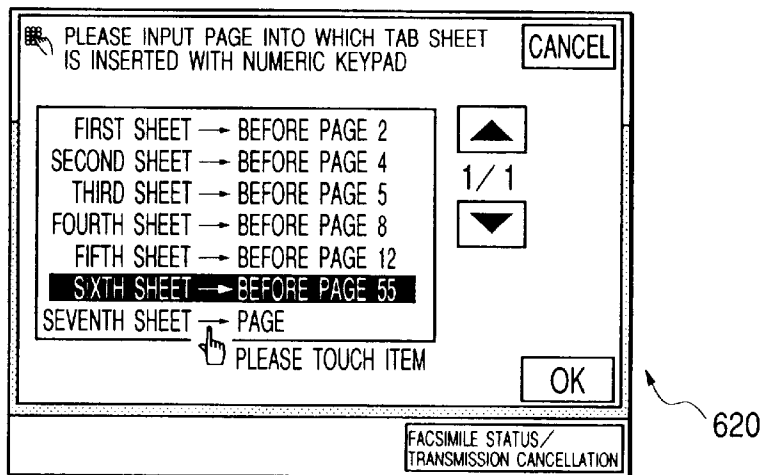 PLEASE INPUT PAGE INTO WHICH TAB SHEET
IS INSERTED WITH NUMERIC KEYPAD
CANCEL
FIRST SHEET → BEFORE PAGE 2
SECOND SHEET → BEFORE PAGE 4
THIRD SHEET → BEFORE PAGE 5
FOURTH SHEET → BEFORE PAGE 8
FIFTH SHEET → BEFORE PAGE 12
SIXTH SHEET → BEFORE PAGE 55
SEVENTH SHEET → PAGE
1/1
PLEASE TOUCH ITEM
OK
620
FACSIMILE STATUS/
TRANSMISSION CANCELLATION